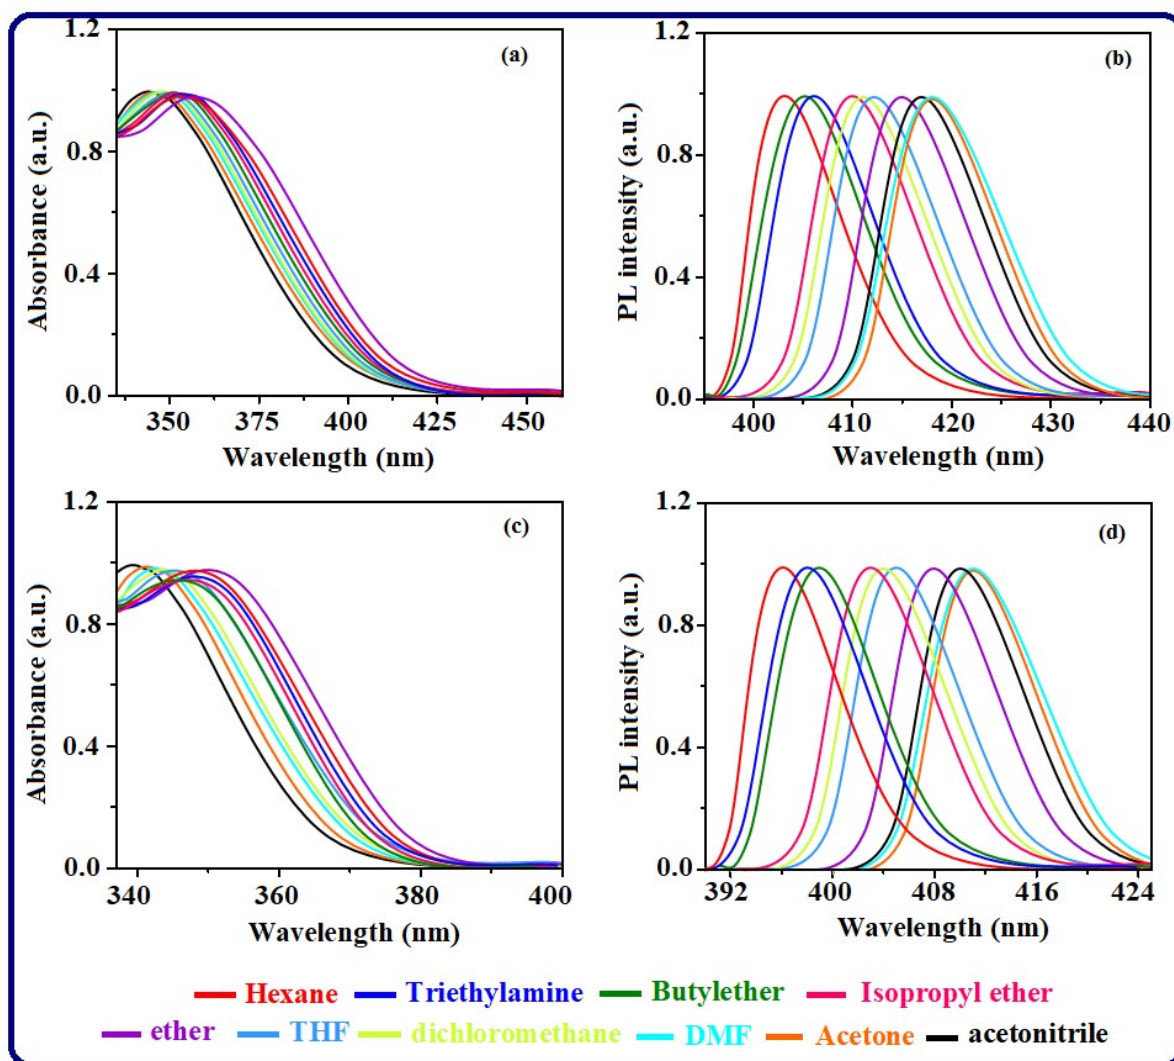 1.2
0.8
0.4
0.0
Absorbance (a.u.)
(a)
350 375 400 425 450
Wavelength (nm)
1.2
0.8
0.4
0.0
PL intensity (a.u.)
(b)
400 410 420 430 440
Wavelength (nm)
1.2
0.8
0.4
0.0
Absorbance (a.u.)
(c)
340 360 380 400
Wavelength (nm)
1.2
0.8
0.4
0.0
PL intensity (a.u.)
(d)
392 400 408 416 424
Wavelength (nm)
Hexane Triethylamine Butylether Isopropyl ether
ether THF dichloromethane DMF Acetone acetonitrile